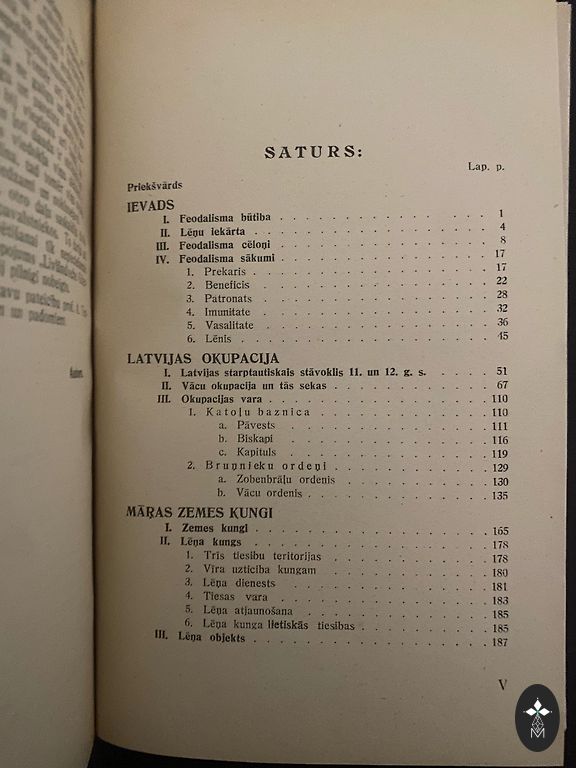 SATURS:
Lap. p.
Priekšvārds
IEVADS
I. Feodalisma būtība . . . . . . . . . . . . . . . 1
II. Lēņu iekārta . . . . . . . . . . . . . . . 4
III. Feodalisma cēloņi . . . . . . . . . . . . . . . 8
IV. Feodalisma sākumi . . . . . . . . . . . . . . . 17
1. Prekaris . . . . . . . . . . . . . . . 17
2. Beneficis . . . . . . . . . . . . . . . 22
3. Patronats . . . . . . . . . . . . . . . 28
4. Imunitate . . . . . . . . . . . . . . . 32
5. Vasalitate . . . . . . . . . . . . . . . 36
6. Lēnis . . . . . . . . . . . . . . . 45
LATVIJAS OKUPACIJA
I. Latvijas starptautiskais stāvoklis 11. un 12. g. s. . . . . . 51
II. Vācu okupacija un tās sekas . . . . . . . . . . 67
III. Okupacijas vara . . . . . . . . . . . . . . . 110
1. Katoļu baznica . . . . . . . . . . . . . 110
a. Pāvests . . . . . . . . . . . . . . . 111
b. Biskapi . . . . . . . . . . . . . . . 116
c. Kapituls . . . . . . . . . . . . . . . 119
2. Bruņnieku ordeņi . . . . . . . . . . . . 129
a. Zobenbrāļu ordenis . . . . . . . . . . . 130
b. Vācu ordenis . . . . . . . . . . . . . 135
MĀŖAS ZEMES KUNGI
I. Zemes kungi . . . . . . . . . . . . . . . 165
II. Lēņa kungs . . . . . . . . . . . . . . . 178
1. Trīs tiesību teritorijas . . . . . . . . . . 178
2. Vīra uzticība kungam . . . . . . . . . . 180
3. Lēņa dienests . . . . . . . . . . . . . 181
4. Tiesas vara . . . . . . . . . . . . . . 183
5. Lēņa atjaunošana . . . . . . . . . . . . 185
6. Lēņa kunga lietiskās tiesības . . . . . . . . . 185
III. Lēņa objekts . . . . . . . . . . . . . . . 187
V
M